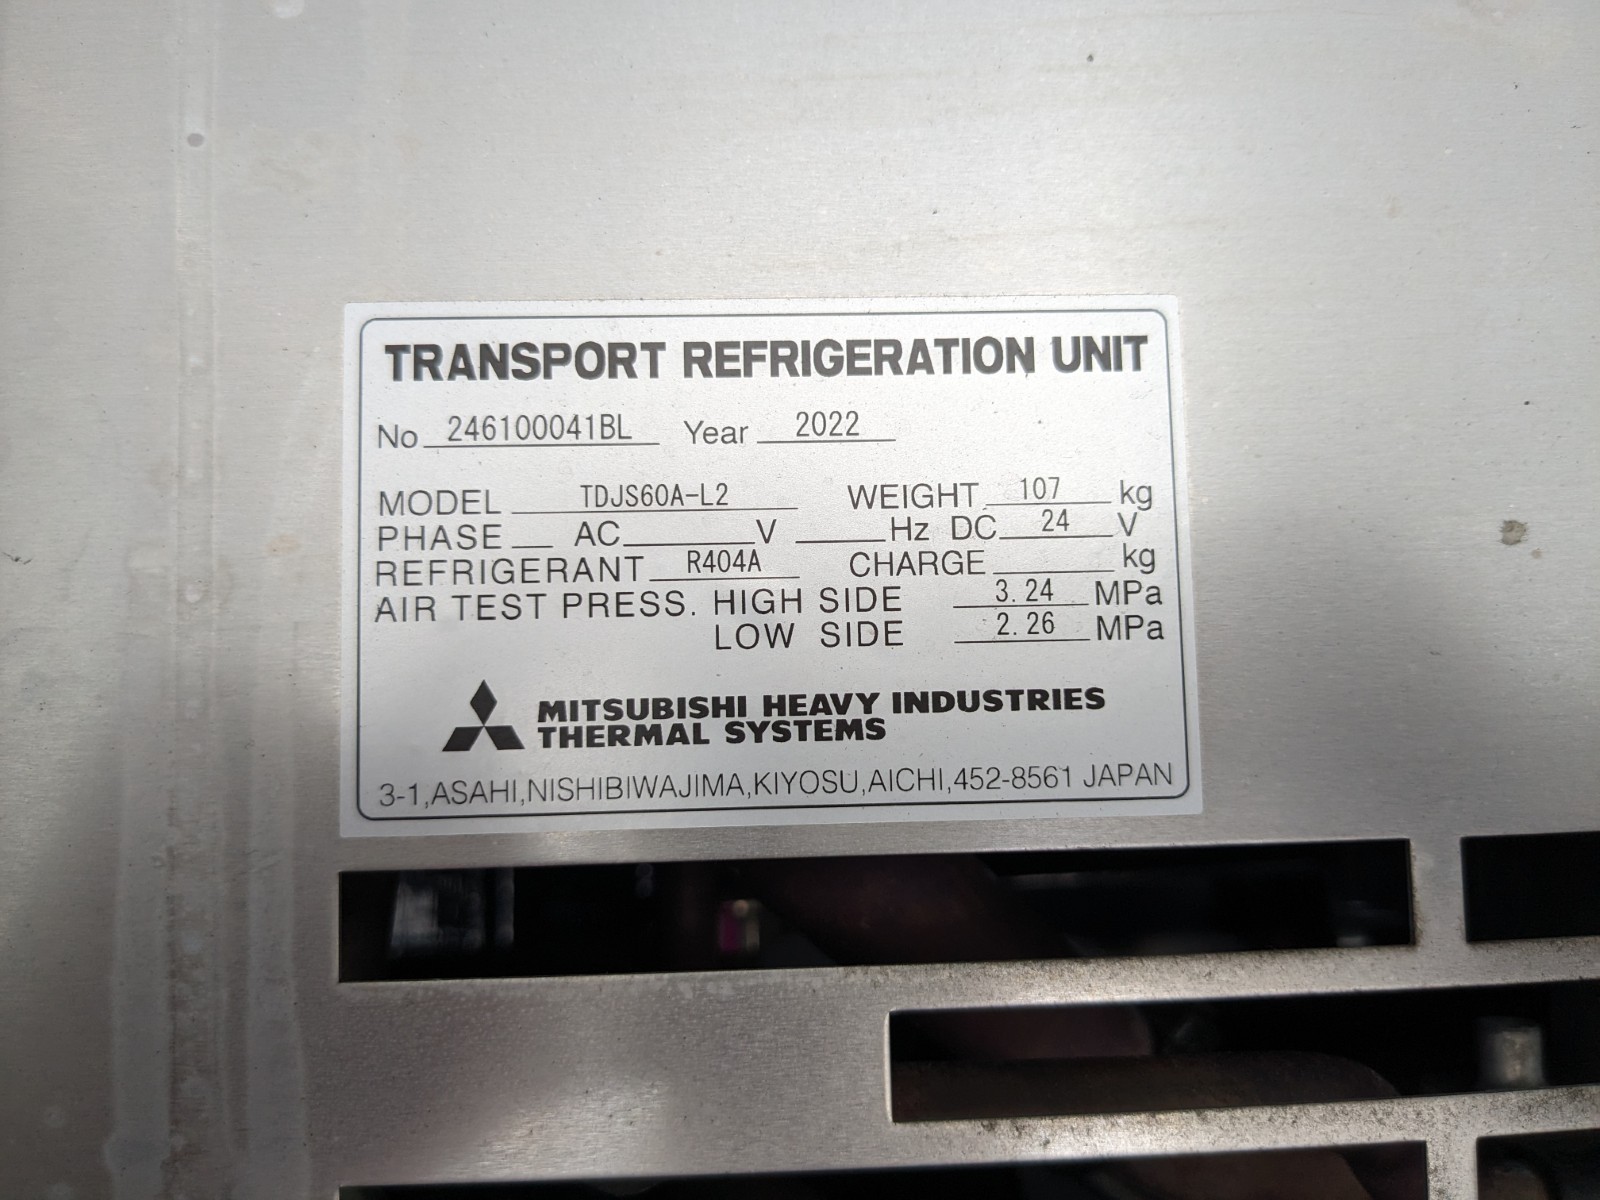 TRANSPORT REFRIGERATION UNIT
No 246100041BL Year 2022
MODEL TDJS60A-L2 WEIGHT 107 kg
PHASE AC V Hz DC 24 V
REFRIGERANT R404A CHARGE kg
AIR TEST PRESS. HIGH SIDE 3.24 MPa
LOW SIDE 2.26 MPa
MITSUBISHI HEAVY INDUSTRIES
THERMAL SYSTEMS
3-1,ASAHI,NISHIBIWAJIMA,KIYOSU,AICHI,452-8561 JAPAN